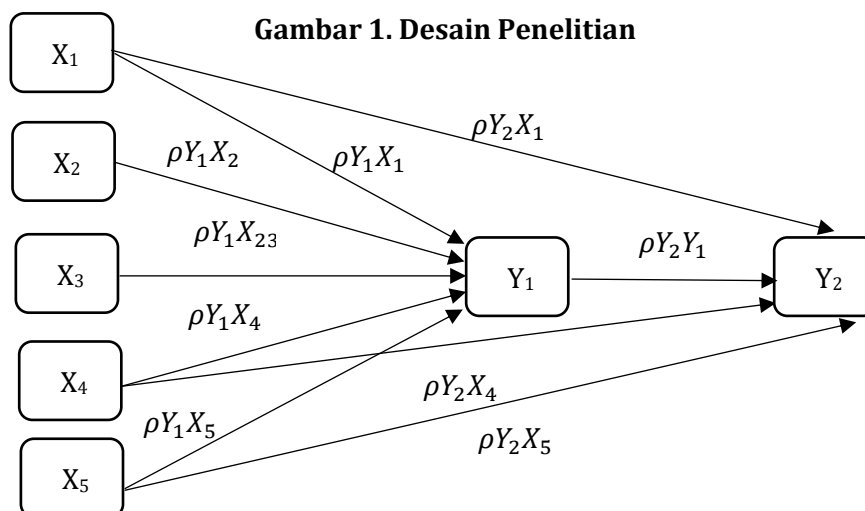 Gambar 1. Desain Penelitian
X₁
ρY₂X₁
X₂
ρY₁X₂
ρY₁X₁
ρY₁X₂₃
X₃
Y₁
ρY₂Y₁
Y₂
ρY₁X₄
X₄
ρY₂X₄
ρY₁X₅
ρY₂X₅
X₅